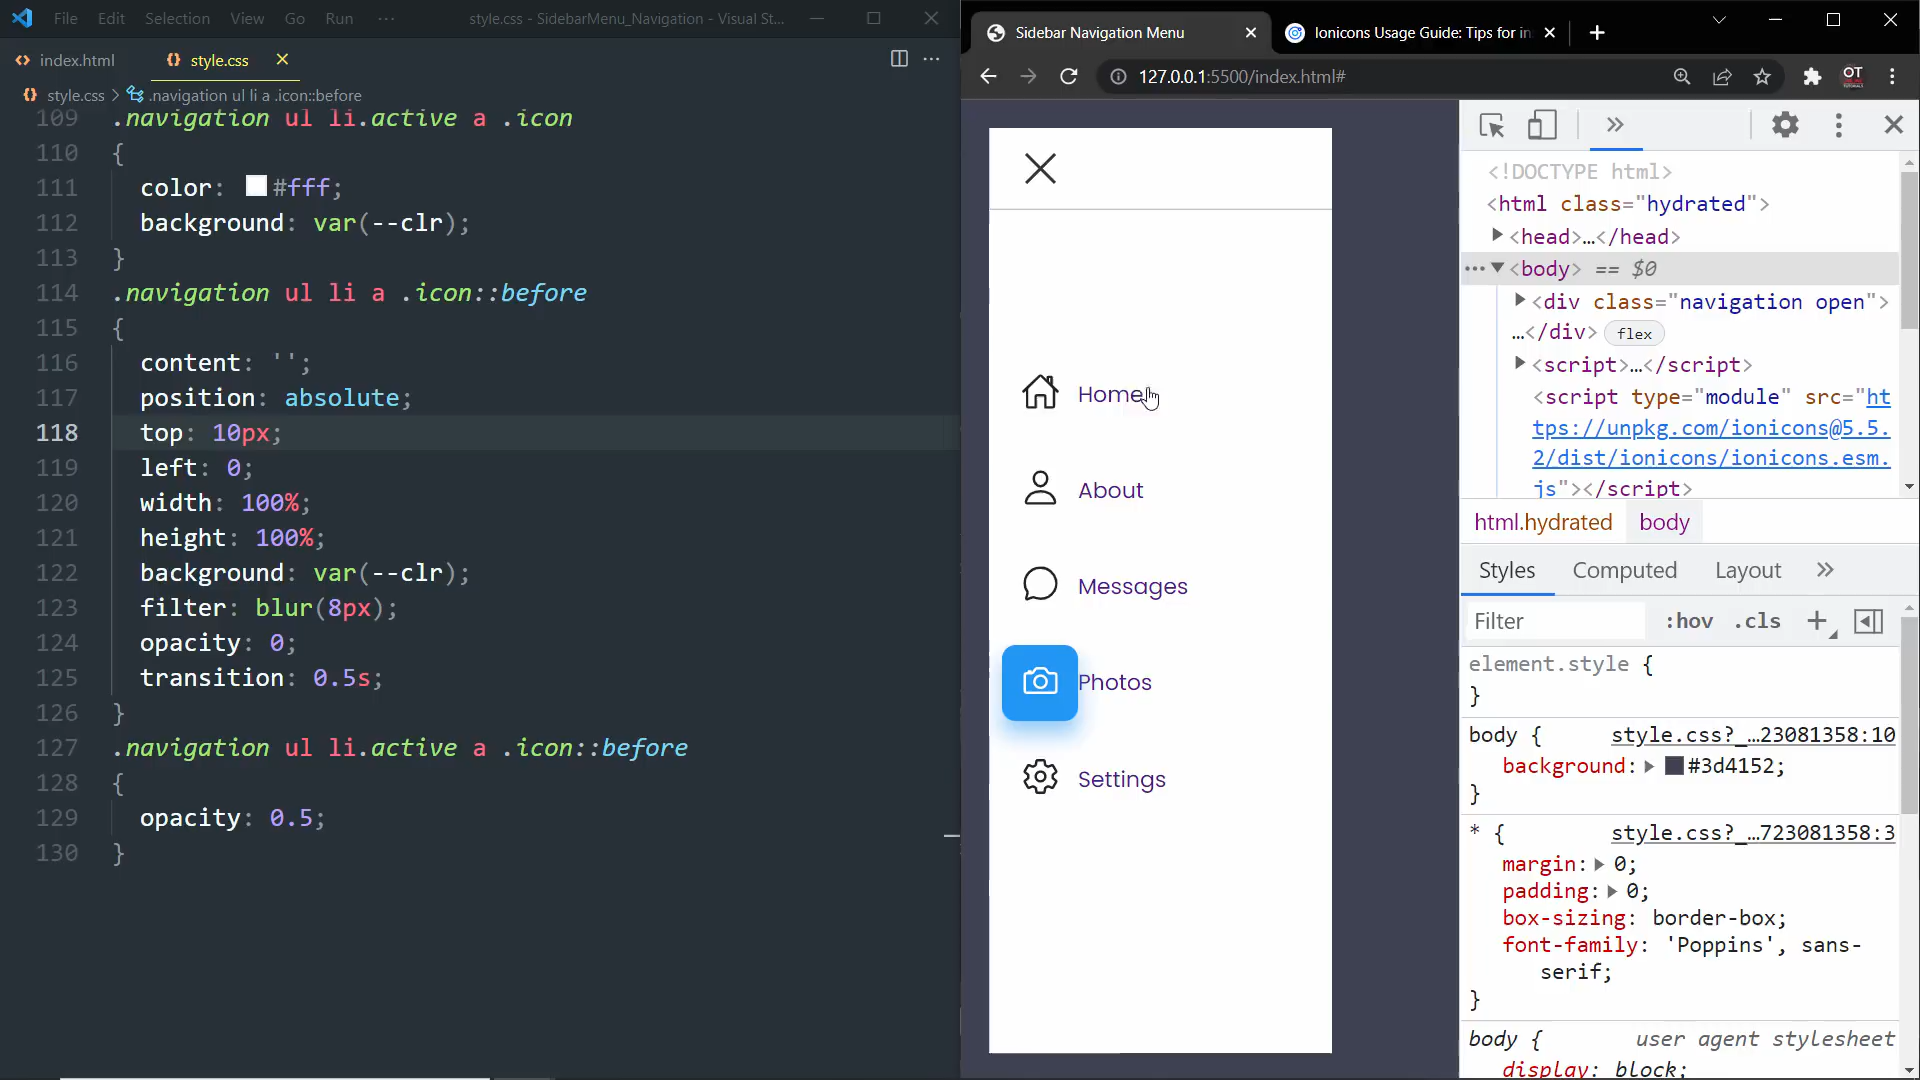 File Edit Selection View Go Run ··· style.css - SidebarMenu_Navigation - Visual St...
index.html style.css
style.css > .navigation ul li a .icon::before
109 .navigation ul li.active a .icon
110 {
111 color: #fff;
112 background: var(--clr);
113 }
114 .navigation ul li a .icon::before
115 {
116 content: '';
117 position: absolute;
118 top: 10px;
119 left: 0;
120 width: 100%;
121 height: 100%;
122 background: var(--clr);
123 filter: blur(8px);
124 opacity: 0;
125 transition: 0.5s;
126 }
127 .navigation ul li.active a .icon::before
128 {
129 opacity: 0.5;
130 }
Sidebar Navigation Menu Ionicons Usage Guide: Tips for in
127.0.0.1:5500/index.html#
OT
Home
About
Messages
Photos
Settings
<!DOCTYPE html>
<html class="hydrated">
<head>…</head>
··· <body> == $0
<div class="navigation open">
…</div> flex
<script>…</script>
<script type="module" src="ht
tps://unpkg.com/ionicons@5.5.
2/dist/ionicons/ionicons.esm.
js"></script>
html.hydrated body
Styles Computed Layout
Filter :hov .cls
element.style {
}
body { style.css?_…23081358:10
background: #3d4152;
}
* { style.css?_…723081358:3
margin: 0;
padding: 0;
box-sizing: border-box;
font-family: 'Poppins', sans-
serif;
}
body { user agent stylesheet
display: block;